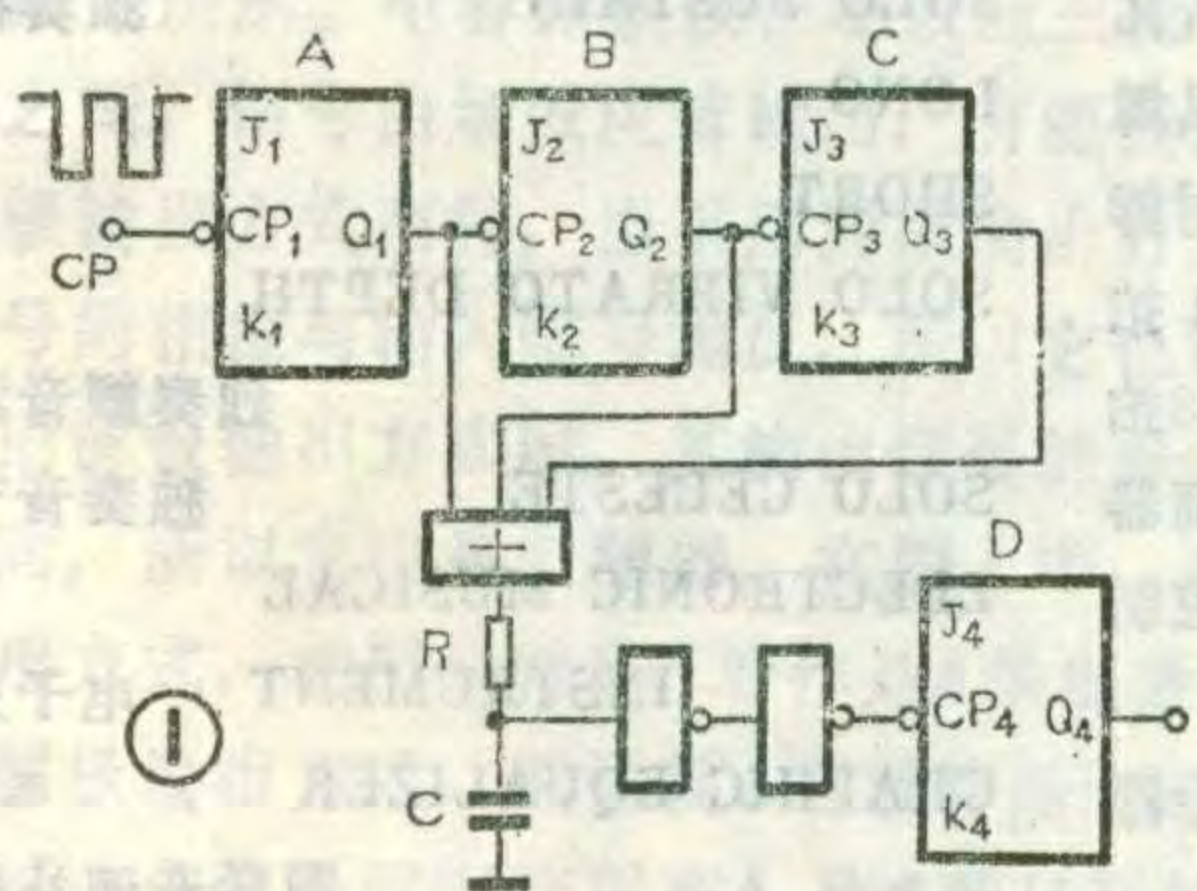 A B C
J₁ J₂ J₃
CP CP₁ Q₁ CP₂ Q₂ CP₃ Q₃
K₁ K₂ K₃
+
D
R
J₄
①
CP₄ Q₄
C
K₄